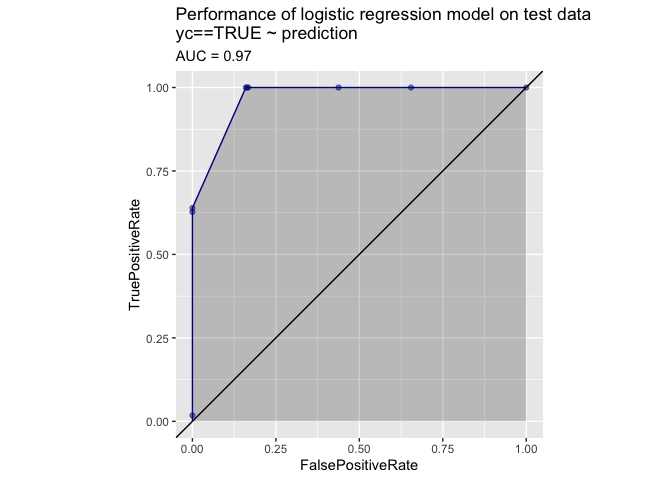 Performance of logistic regression model on test data
yc==TRUE ~ prediction
AUC = 0.97
1.00
0.75
0.50
0.25
0.00
TruePositiveRate
0.00 0.25 0.50 0.75 1.00
FalsePositiveRate